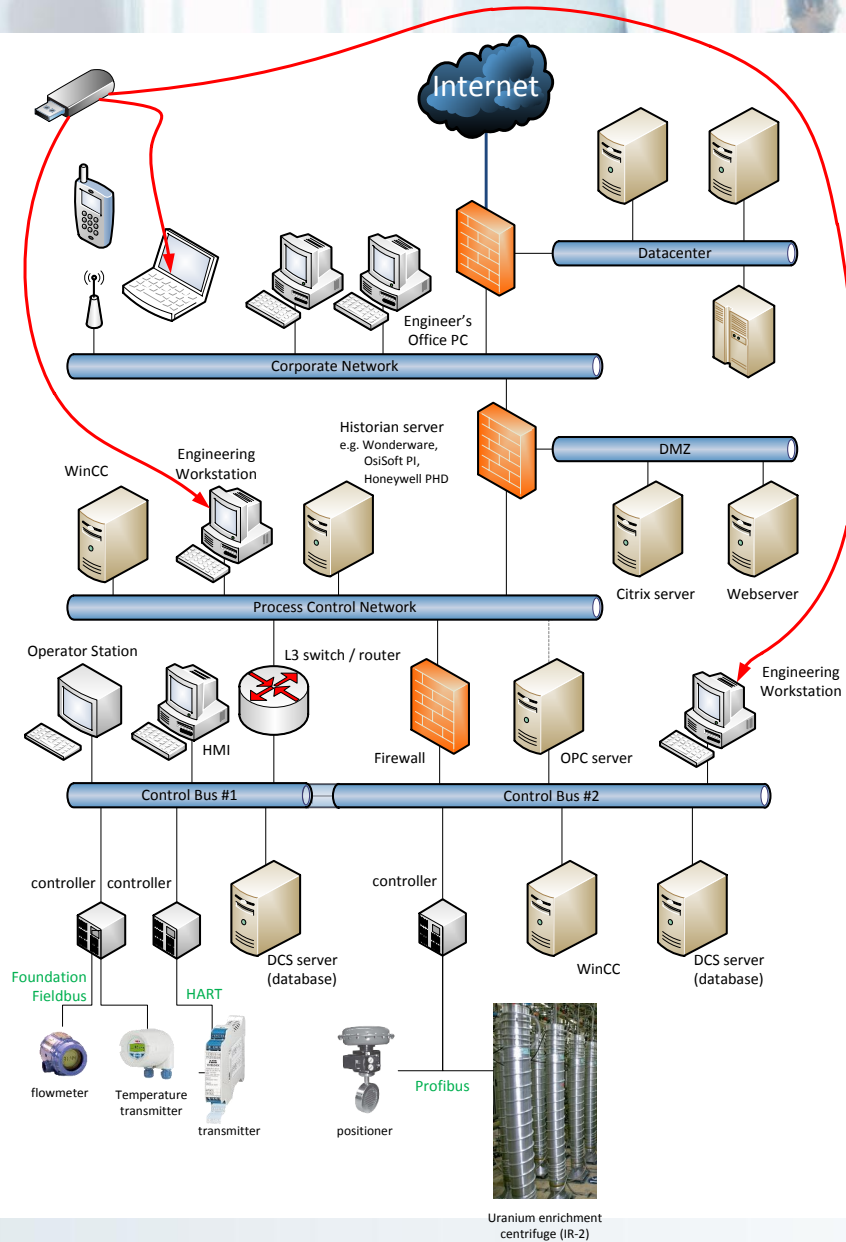 Internet
Datacenter
Engineer's
Office PC
Corporate Network
Historian server
e.g. Wonderware,
OsiSoft PI,
Honeywell PHD
DMZ
WinCC
Engineering
Workstation
Citrix server
Webserver
Process Control Network
Operator Station
L3 switch / router
HMI
Firewall
OPC server
Engineering
Workstation
Control Bus #1
Control Bus #2
controller
controller
controller
DCS server
(database)
WinCC
DCS server
(database)
Foundation
Fieldbus
HART
flowmeter
Temperature
transmitter
transmitter
positioner
Profibus
Uranium enrichment
centrifuge (IR-2)